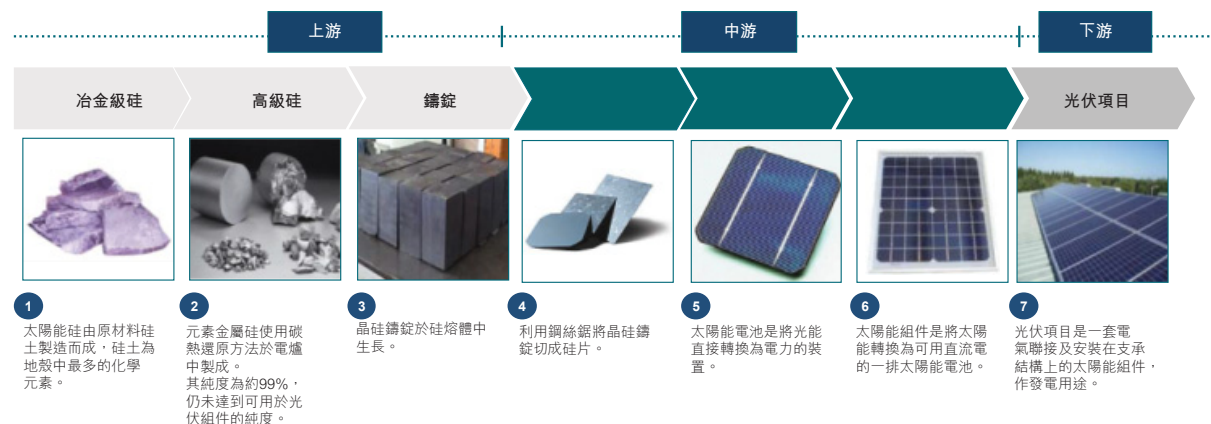 上游
中游
下游
冶金級硅
高級硅
鑄錠
光伏項目
1
太陽能硅由原材料硅
土製造而成，硅土為
地殼中最多的化學
元素。
2
元素金屬硅使用碳
熱還原方法於電爐
中製成。
其純度為約99%，
仍未達到可用於光
伏組件的純度。
3
晶硅鑄錠於硅熔體中
生長。
4
利用鋼絲鋸將晶硅鑄
錠切成硅片。
5
太陽能電池是將光能
直接轉換為電力的裝
置。
6
太陽能組件是將太陽
能轉換為可用直流電
的一排太陽能電池。
7
光伏項目是一套電
氣聯接及安裝在支承
結構上的太陽能組件，
作發電用途。